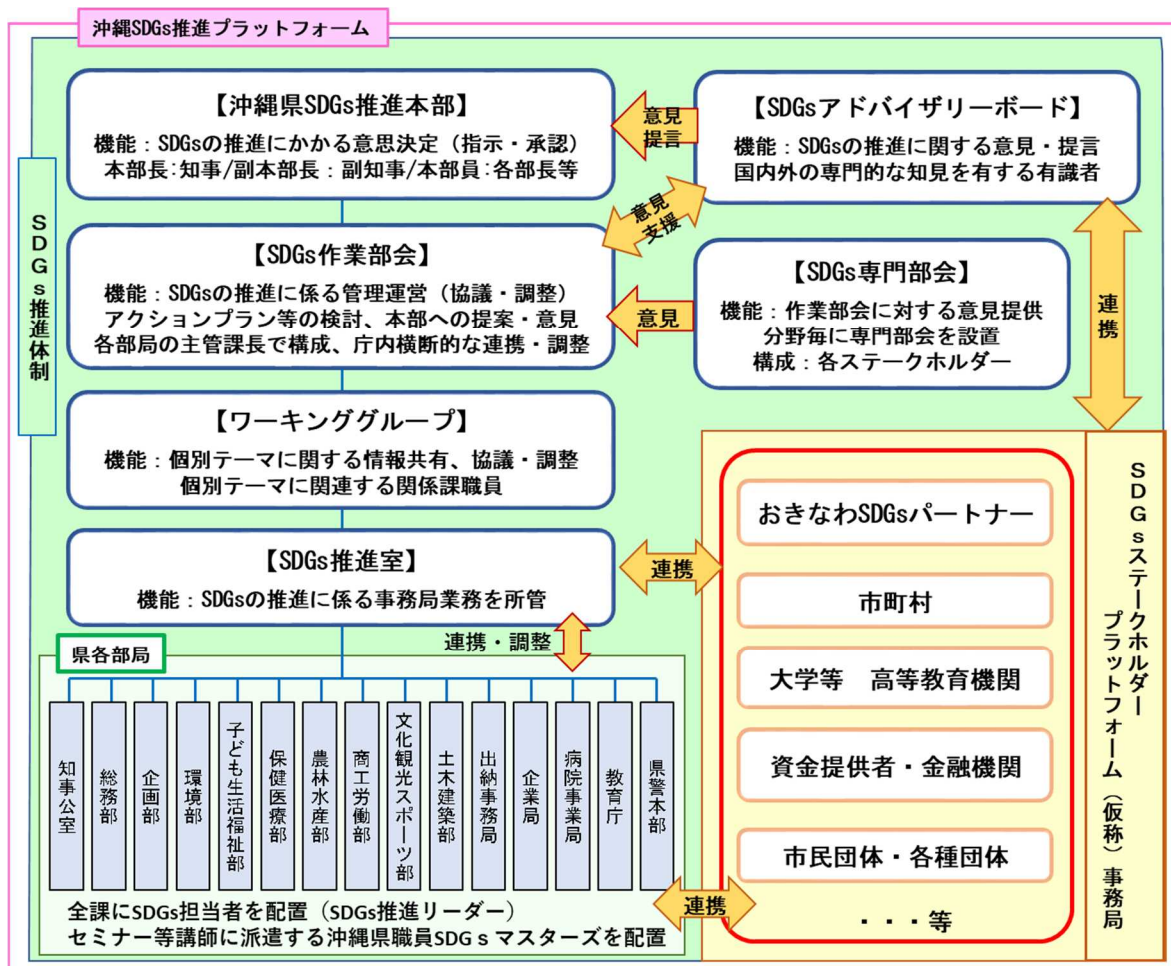 沖縄SDGs推進プラットフォーム
SDGs推進体制
【沖縄県SDGs推進本部】
機能：SDGsの推進にかかる意思決定（指示・承認）
本部長：知事/副本部長：副知事/本部員：各部長等
意見
提言
【SDGsアドバイザリーボード】
機能：SDGsの推進に関する意見・提言
国内外の専門的な知見を有する有識者
意見
支援
【SDGs作業部会】
機能：SDGsの推進に係る管理運営（協議・調整）
アクションプラン等の検討、本部への提案・意見
各部局の主管課長で構成、庁内横断的な連携・調整
意見
【SDGs専門部会】
機能：作業部会に対する意見提供
分野毎に専門部会を設置
構成：各ステークホルダー
連携
【ワーキンググループ】
機能：個別テーマに関する情報共有、協議・調整
個別テーマに関連する関係課職員
【SDGs推進室】
機能：SDGsの推進に係る事務局業務を所管
連携
連携・調整
県各部局
知事公室
総務部
企画部
環境部
子ども生活福祉部
保健医療部
農林水産部
商工労働部
文化観光スポーツ部
土木建築部
出納事務局
企業局
病院事業局
教育庁
県警本部
全課にSDGs担当者を配置（SDGs推進リーダー）
セミナー等講師に派遣する沖縄県職員SDGｓマスターズを配置
連携
おきなわSDGsパートナー
市町村
大学等　高等教育機関
資金提供者・金融機関
市民団体・各種団体
・・・等
SDGsステークホルダー
プラットフォーム（仮称）事務局